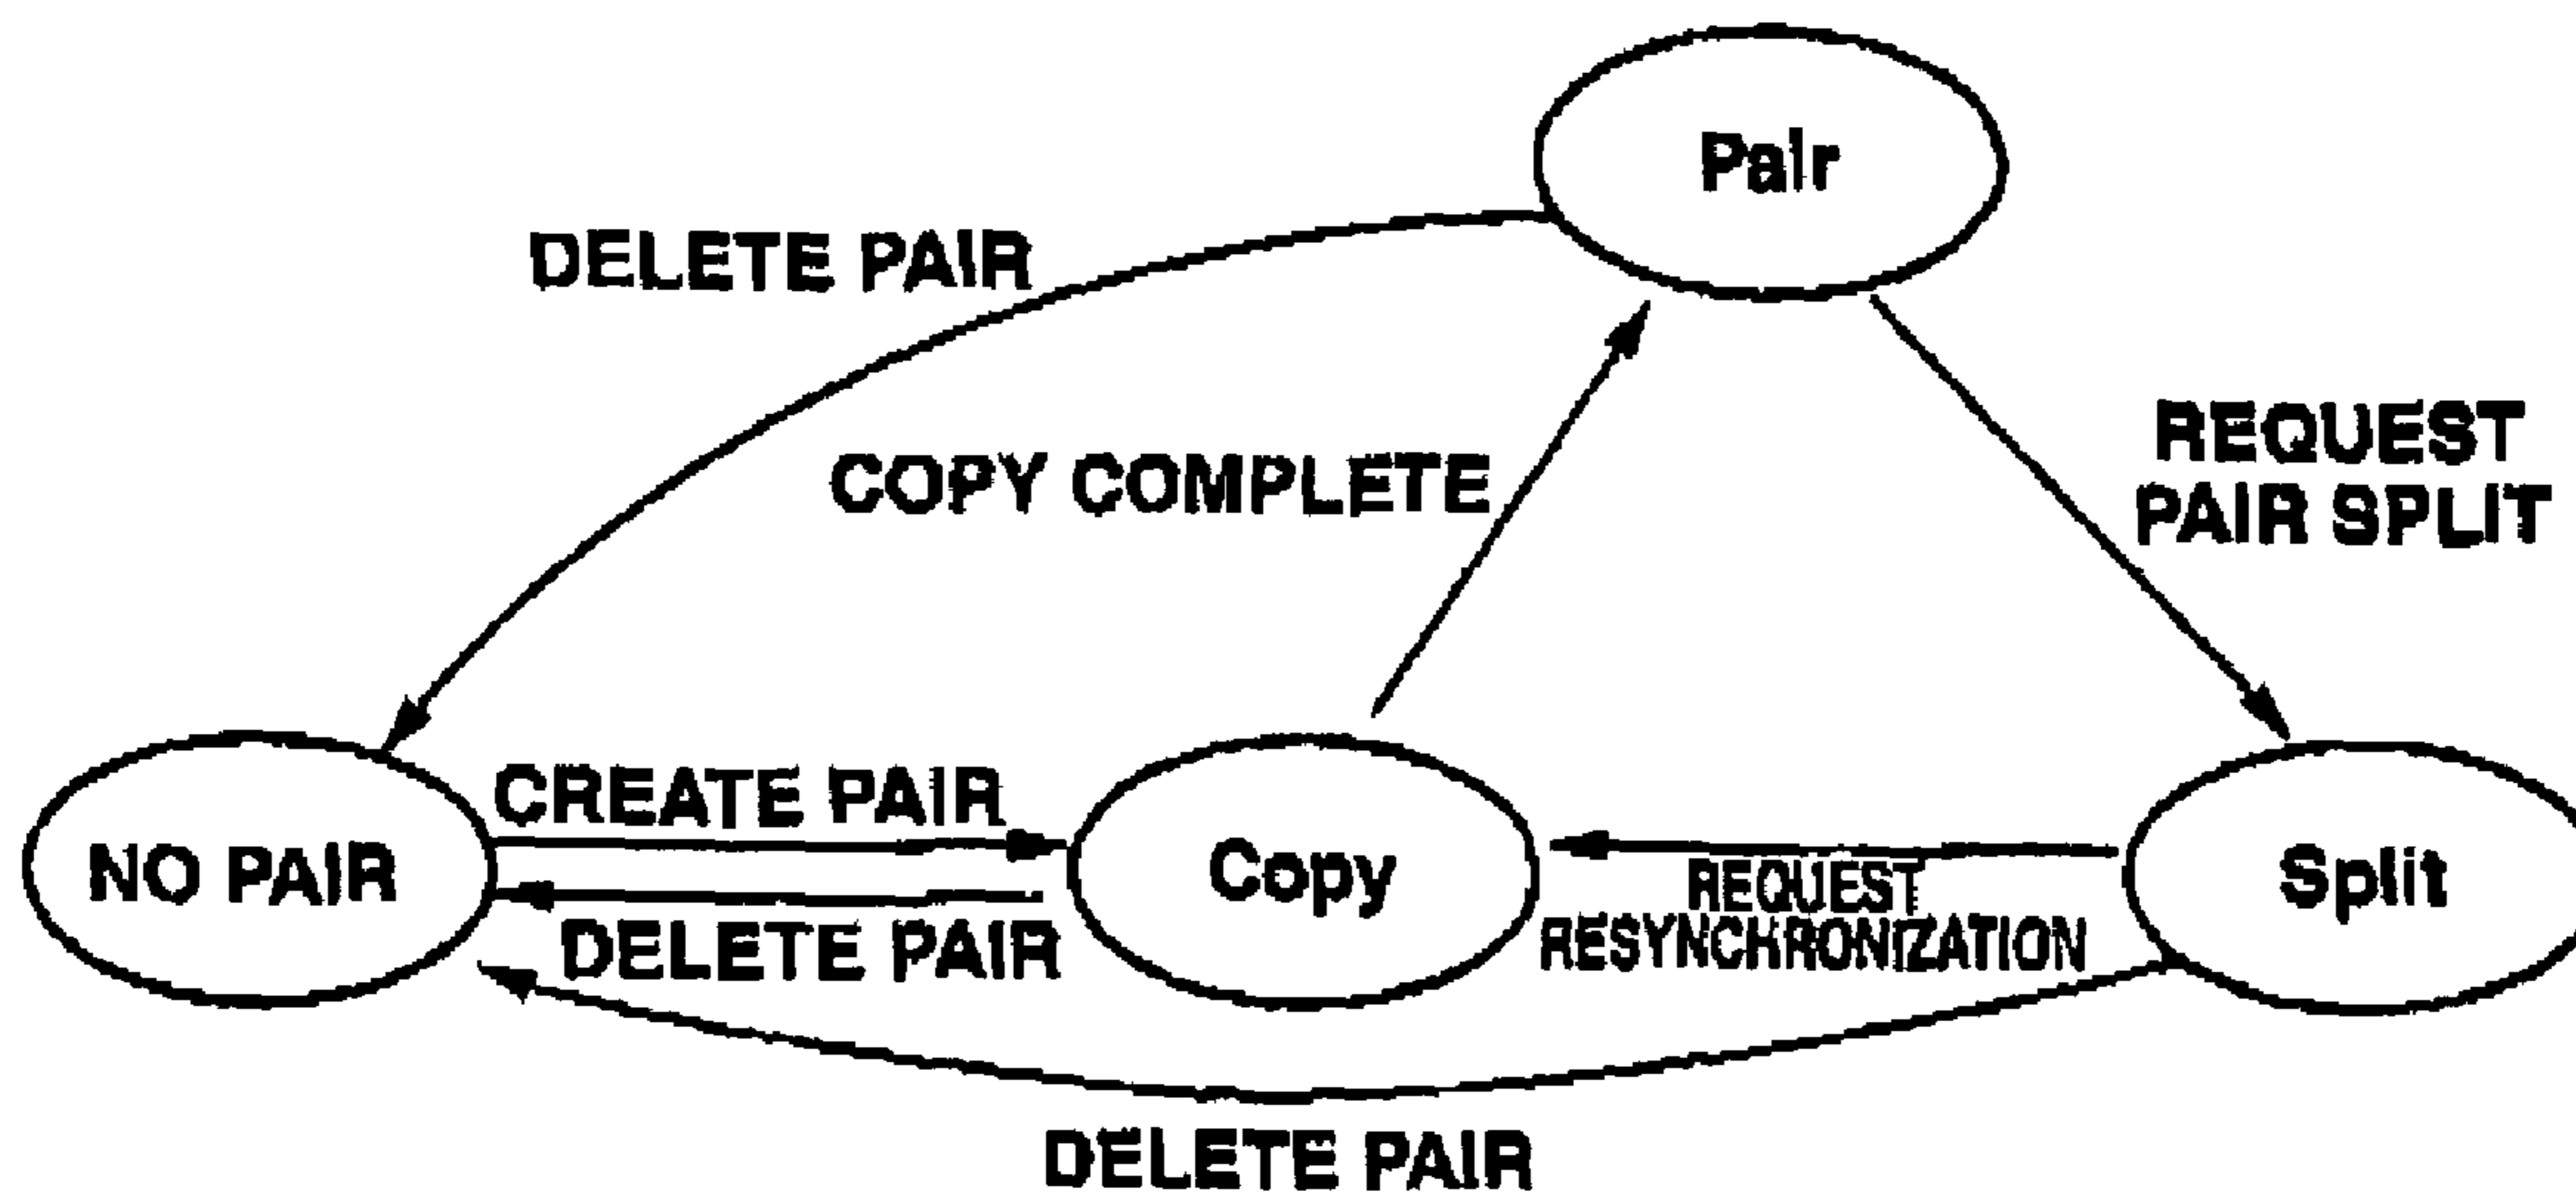 Pair
DELETE PAIR
COPY COMPLETE
REQUEST
PAIR SPLIT
CREATE PAIR
NO PAIR
Copy
Split
REQUEST
RESYNCHRONIZATION
DELETE PAIR
DELETE PAIR